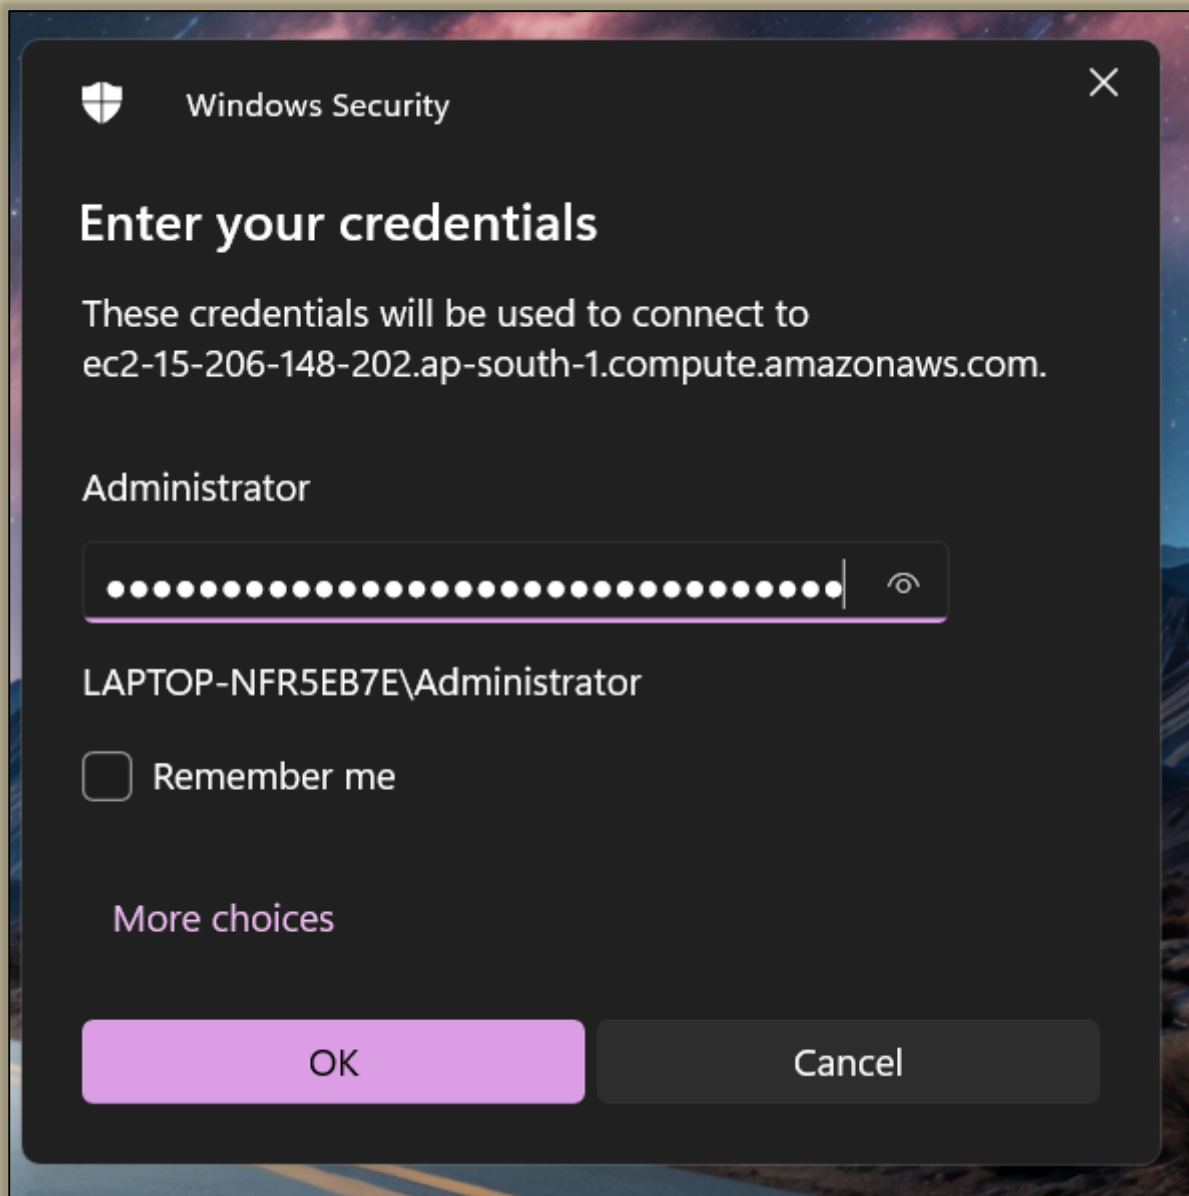 Windows Security
Enter your credentials
These credentials will be used to connect to
ec2-15-206-148-202.ap-south-1.compute.amazonaws.com.
Administrator
●●●●●●●●●●●●●●●●●●●●●●●●●●●●●●●●
LAPTOP-NFR5EB7E\Administrator
Remember me
More choices
OK
Cancel